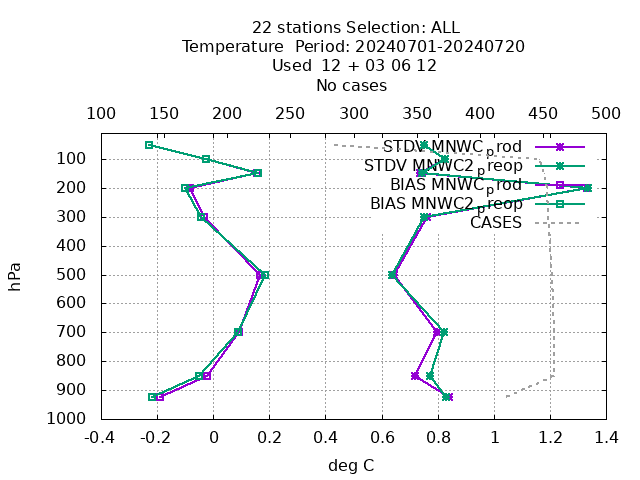 22 stations Selection: ALL
Temperature  Period: 20240701-20240720
Used  12 + 03 06 12
No cases
100 150 200 250 300 350 400 450 500
STDV MNWC_prod
STDV MNWC2_preop
BIAS MNWC_prod
BIAS MNWC2_preop
CASES
100
200
300
400
500
600
700
800
900
1000
hPa
-0.4 -0.2 0 0.2 0.4 0.6 0.8 1 1.2 1.4
deg C